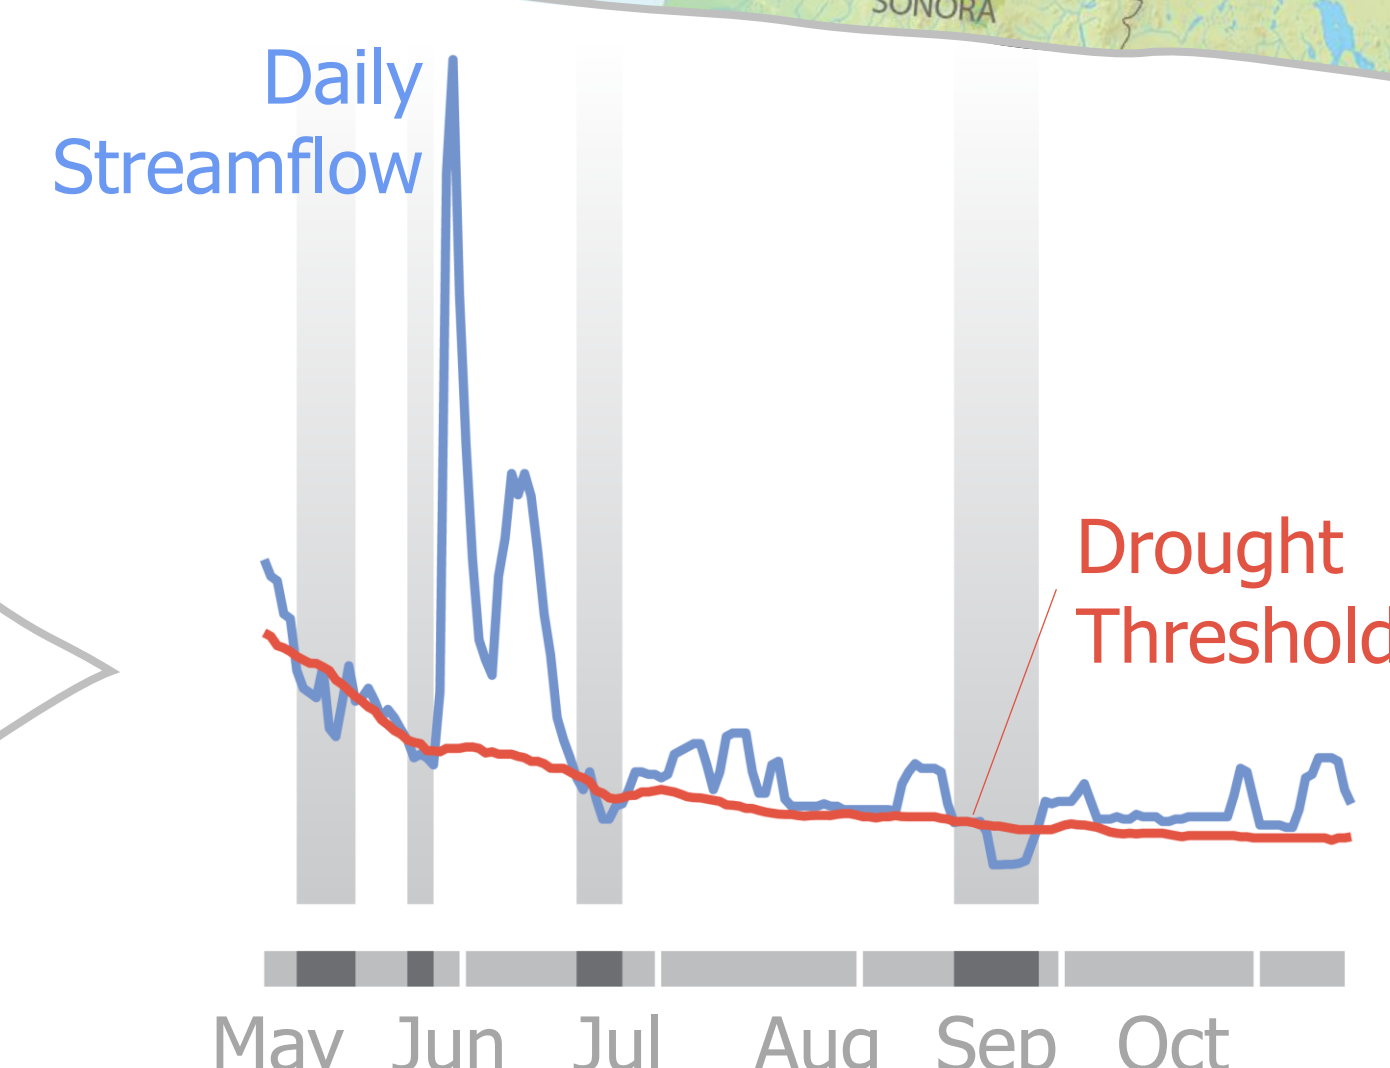 SONORA
Daily
Streamflow
Drought
Threshold
May Jun Jul Aug Sep Oct